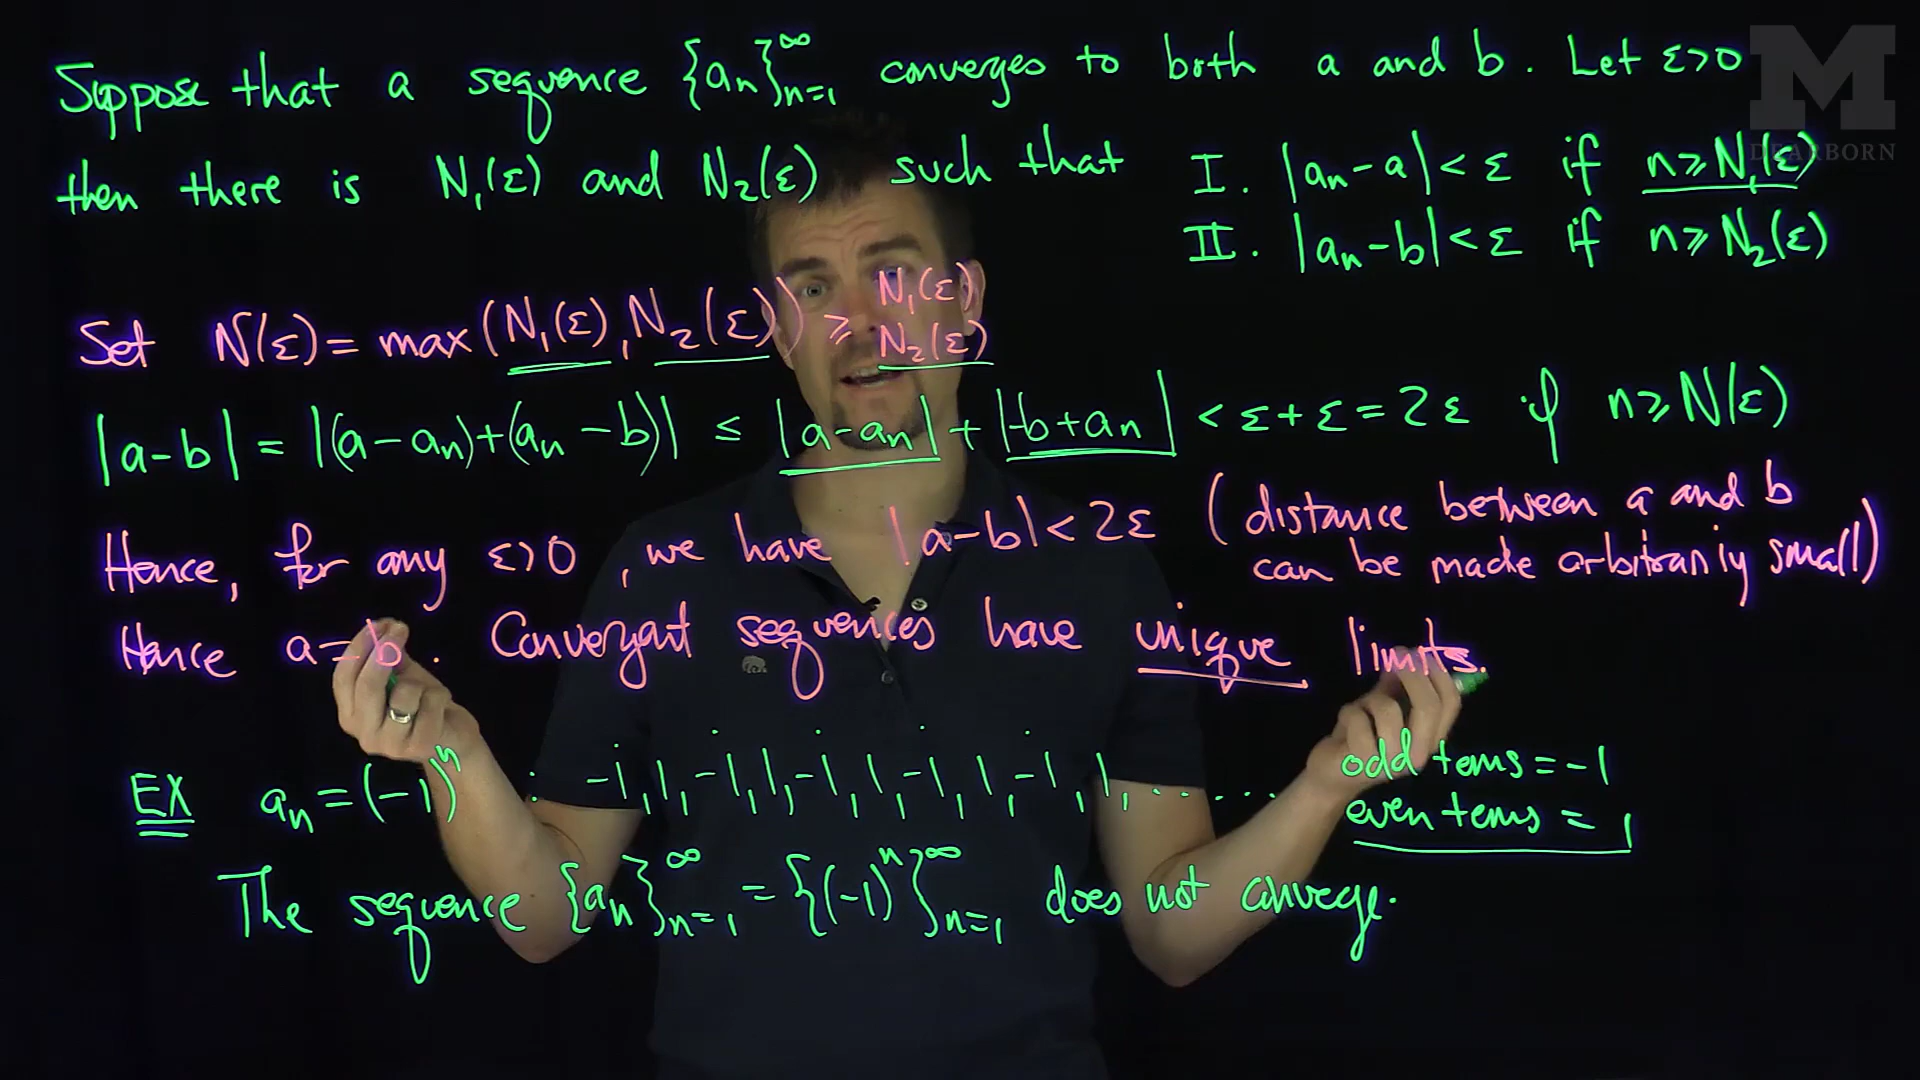 Suppose that a sequence {aₙ}ₙ₌₁^∞ converges to both a and b. Let ε>0
then there is N₁(ε) and N₂(ε) such that I. |aₙ-a|<ε if n≥N₁(ε)
II. |aₙ-b|<ε if n≥N₂(ε)
M
DEARBORN
Set N(ε)=max(N₁(ε),N₂(ε)) ≥ N₁(ε)
N₂(ε)
|a-b| = |(a-aₙ)+(aₙ-b)| ≤ |a-aₙ|+|-b+aₙ| < ε+ε=2ε if n≥N(ε)
Hence, for any ε>0, we have |a-b|<2ε (distance between a and b
can be made arbitrarily small)
Hence a=b. Convergent sequences have unique limits.
EX aₙ=(-1)ⁿ : -1,1,-1,1,-1,1,-1,1,-1,1,...... odd terms=-1
even terms = 1
The sequence {aₙ}ₙ₌₁^∞ = {(-1)ⁿ}ₙ₌₁^∞ does not converge.